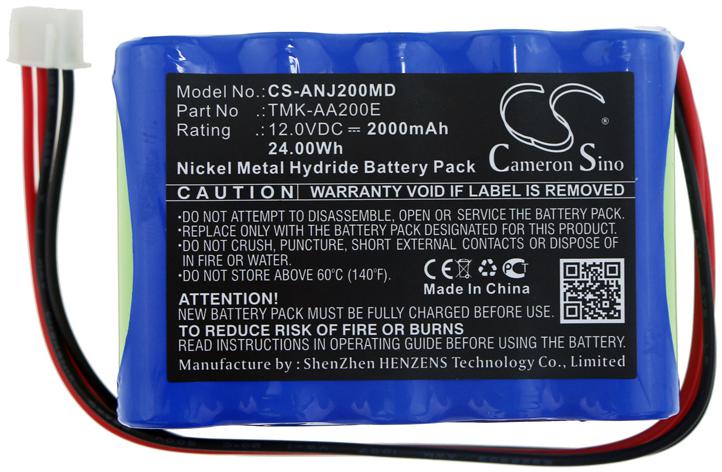 Model No.: CS-ANJ200MD
Part No : TMK-AA200E
Rating : 12.0VDC⎓ 2000mAh
24.00Wh
Nickel Metal Hydride Battery Pack
CS
®
Cameron Sino
CAUTION WARRANTY VOID IF LABEL IS REMOVED
•DO NOT ATTEMPT TO DISASSEMBLE, OPEN OR SERVICE THE BATTERY PACK.
•REPLACE ONLY WITH THE BATTERY PACK DESIGNATED FOR THIS PRODUCT.
•DO NOT CRUSH, PUNCTURE, SHORT EXTERNAL CONTACTS OR DISPOSE OF
IN FIRE OR WATER.
•DO NOT STORE ABOVE 60°C (140°F).
CE
Made In China
ATTENTION!
NEW BATTERY PACK MUST BE FULLY CHARGED BEFORE USE
TO REDUCE RISK OF FIRE OR BURNS
READ INSTRUCTIONS IN OPERATING GUIDE BEFORE USING THE BATTERY PACK
Manufacture by : ShenZhen HENZENS Technology Co., Limited